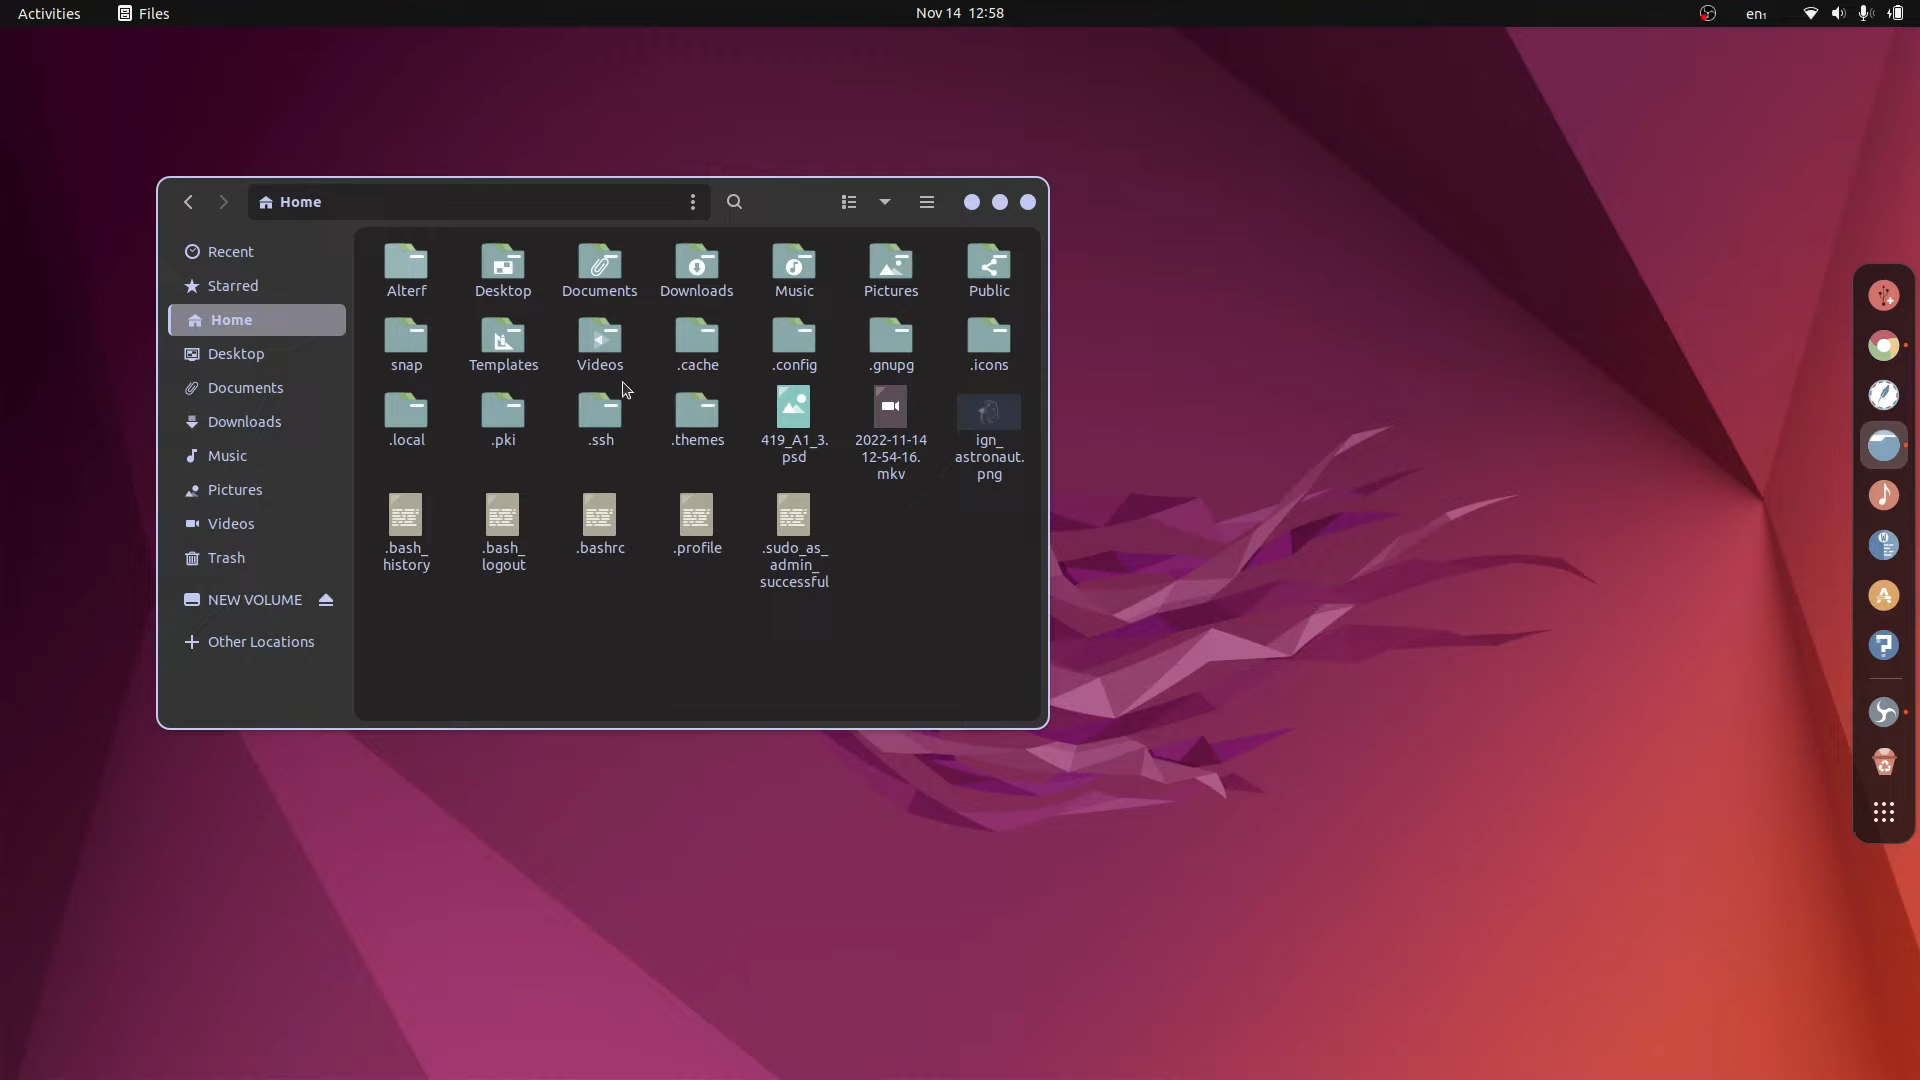 Activities
Files
Nov 14 12:58
en₁
Home
Recent
Starred
Home
Desktop
Documents
Downloads
Music
Pictures
Videos
Trash
NEW VOLUME
Other Locations
Alterf
Desktop
Documents
Downloads
Music
Pictures
Public
snap
Templates
Videos
.cache
.config
.gnupg
.icons
.local
.pki
.ssh
.themes
419_A1_3.
psd
2022-11-14
12-54-16.
mkv
ign_
astronaut.
png
.bash_
history
.bash_
logout
.bashrc
.profile
.sudo_as_
admin_
successful